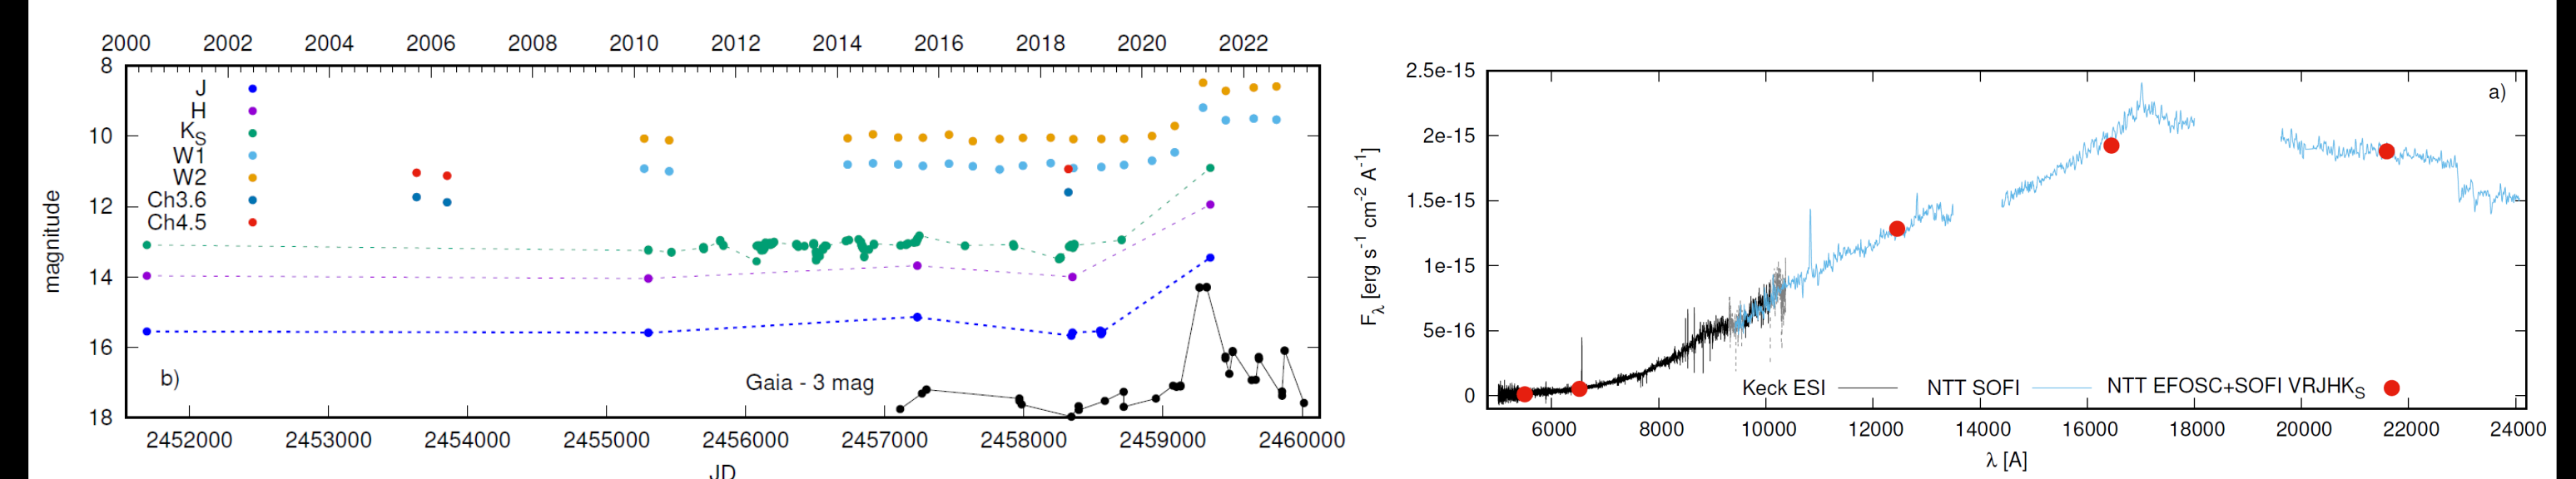 2000 2002 2004 2006 2008 2010 2012 2014 2016 2018 2020 2022
8
10
12
14
16
18
magnitude
J
H
K_S
W1
W2
Ch3.6
Ch4.5
b)
Gaia - 3 mag
2452000 2453000 2454000 2455000 2456000 2457000 2458000 2459000 2460000
JD
2.5e-15
2e-15
1.5e-15
1e-15
5e-16
0
F_λ [erg s^-1 cm^-2 A^-1]
a)
Keck ESI NTT SOFI NTT EFOSC+SOFI VRJHK_S
6000 8000 10000 12000 14000 16000 18000 20000 22000 24000
λ [A]